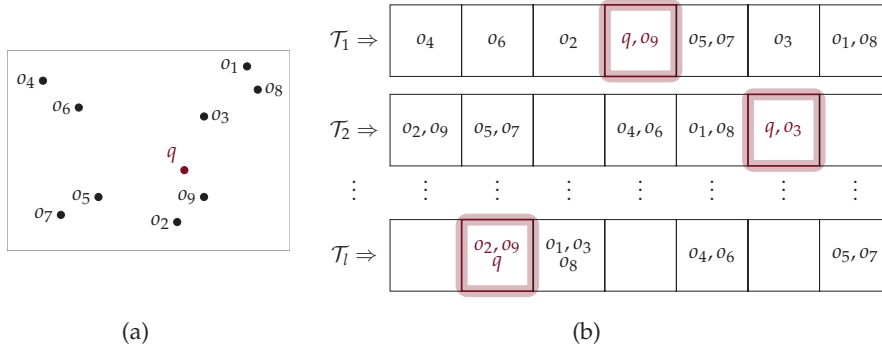 o₁
o₄
o₈
o₆
o₃
q
o₅
o₉
o₇
o₂
(a)
𝒯₁ ⇒ o₄ o₆ o₂ q, o₉ o₅, o₇ o₃ o₁, o₈
𝒯₂ ⇒ o₂, o₉ o₅, o₇ o₄, o₆ o₁, o₈ q, o₃
⋮ ⋮ ⋮ ⋮ ⋮ ⋮ ⋮ ⋮
𝒯ₗ ⇒ o₂, o₉ q o₁, o₃ o₈ o₄, o₆ o₅, o₇
(b)